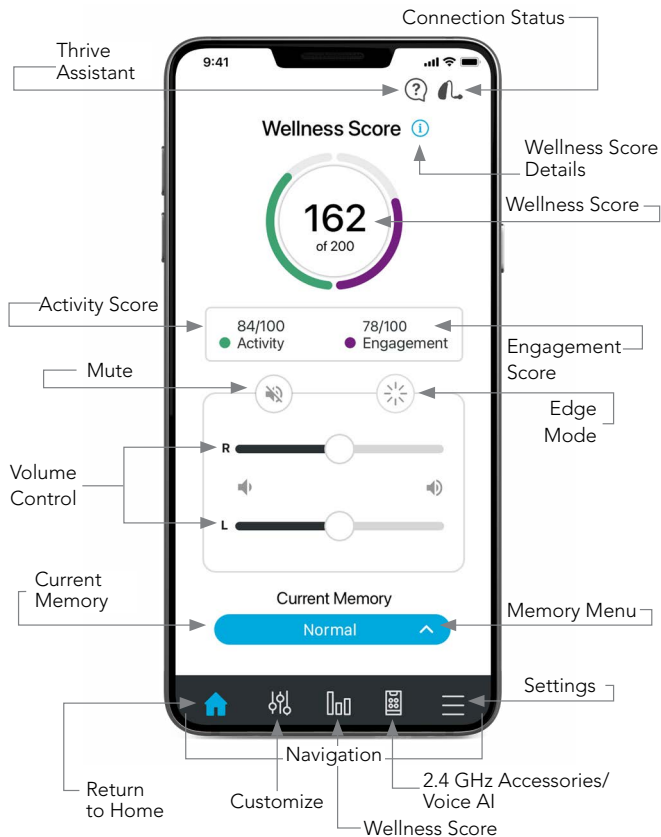 Connection Status
Thrive
Assistant
9:41
Wellness Score
Wellness Score
Details
162
of 200
Wellness Score
Activity Score
84/100
Activity
78/100
Engagement
Engagement
Score
Mute
Edge
Mode
R
Volume
Control
L
Current
Memory
Current Memory
Normal
Memory Menu
Settings
Navigation
Return
to Home
Customize
2.4 GHz Accessories/
Voice AI
Wellness Score